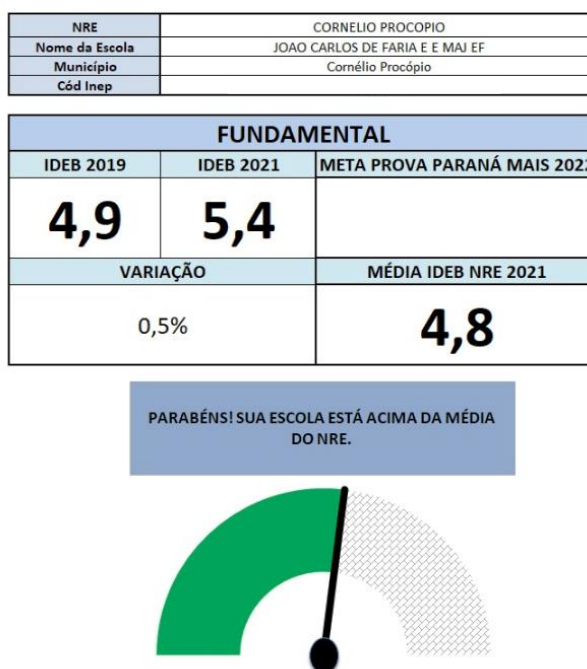 NRE CORNELIO PROCOPIO
Nome da Escola JOAO CARLOS DE FARIA E E MAJ EF
Município Cornélio Procópio
Cód Inep
FUNDAMENTAL
IDEB 2019 IDEB 2021 META PROVA PARANÁ MAIS 2022
4,9 5,4
VARIAÇÃO MÉDIA IDEB NRE 2021
0,5% 4,8
PARABÉNS! SUA ESCOLA ESTÁ ACIMA DA MÉDIA
DO NRE.